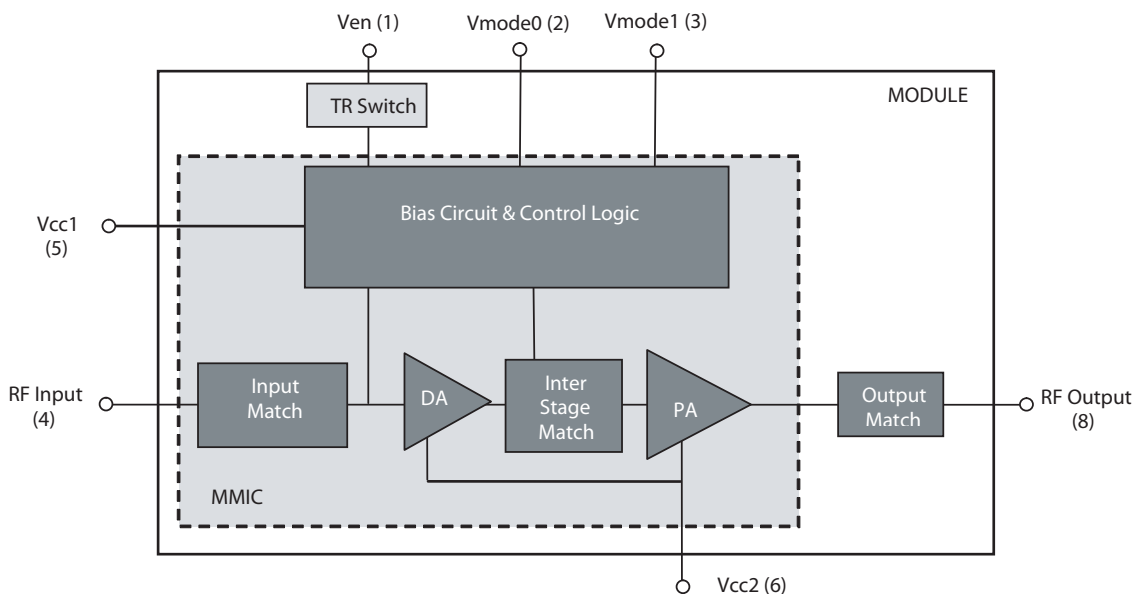 Ven (1)
Vmode0 (2)
Vmode1 (3)
TR Switch
MODULE
Bias Circuit & Control Logic
Vcc1
(5)
RF Input
(4)
Input
Match
DA
Inter
Stage
Match
PA
Output
Match
RF Output
(8)
MMIC
Vcc2 (6)